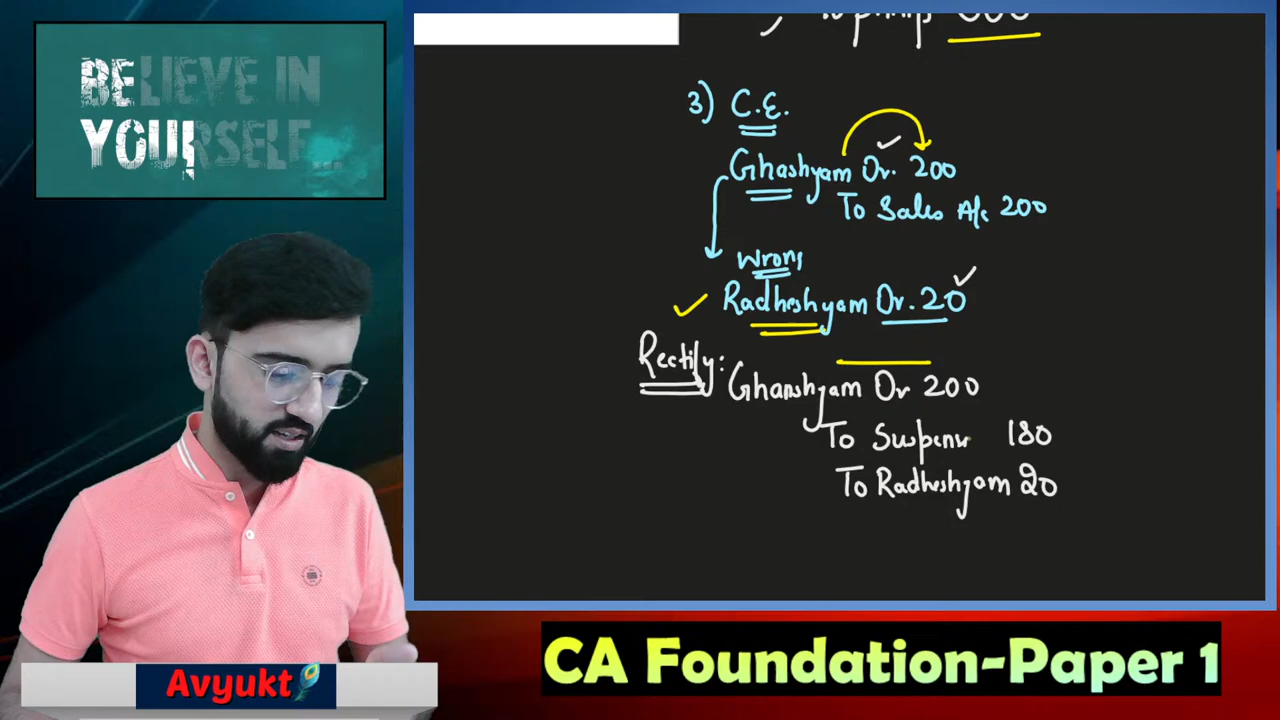 BELIEVE IN
YOURSELF...
600
3) C.E.
Ghashyam Dr. 200
To Sales A/c 200
Wrong
Radheshyam Dr. 20
Rectify:
Ghanshyam Dr 200
To Suspense 180
To Radheshyam 20
Avyukt
CA Foundation-Paper 1